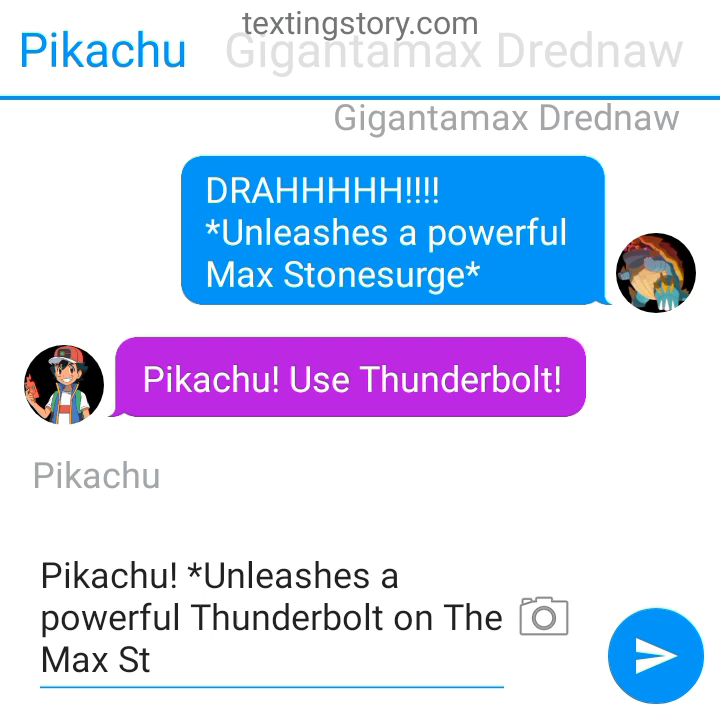 textingstory.com
Pikachu Gigantamax Drednaw
Gigantamax Drednaw
DRAHHHHH!!!!
*Unleashes a powerful
Max Stonesurge*
Pikachu! Use Thunderbolt!
Pikachu
Pikachu! *Unleashes a
powerful Thunderbolt on The
Max St